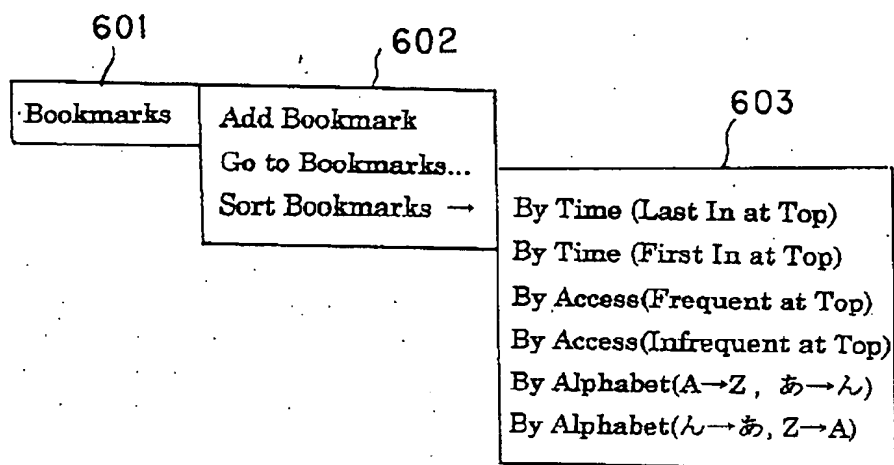 601
602
Bookmarks
Add Bookmark
Go to Bookmarks...
Sort Bookmarks →
603
By Time (Last In at Top)
By Time (First In at Top)
By Access(Frequent at Top)
By Access(Infrequent at Top)
By Alphabet(A→Z, あ→ん)
By Alphabet(ん→あ, Z→A)